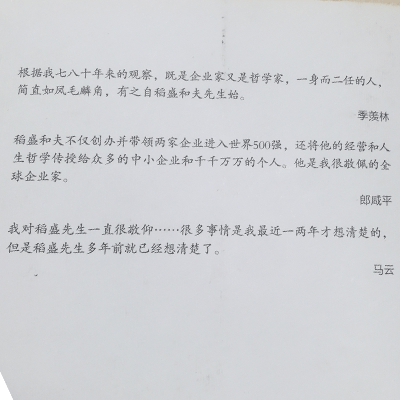 根据我七八十年来的观察，既是企业家又是哲学家，一身而二任的人，
简直如凤毛麟角，有之自稻盛和夫先生始。
季羡林
稻盛和夫不仅创办并带领两家企业进入世界500强，还将他的经营和人
生哲学传授给众多的中小企业和千千万万的个人。他是我很敬佩的全
球企业家。
郎咸平
我对稻盛先生一直很敬仰……很多事情是我最近一两年才想清楚的，
但是稻盛先生多年前就已经想清楚了。
马云